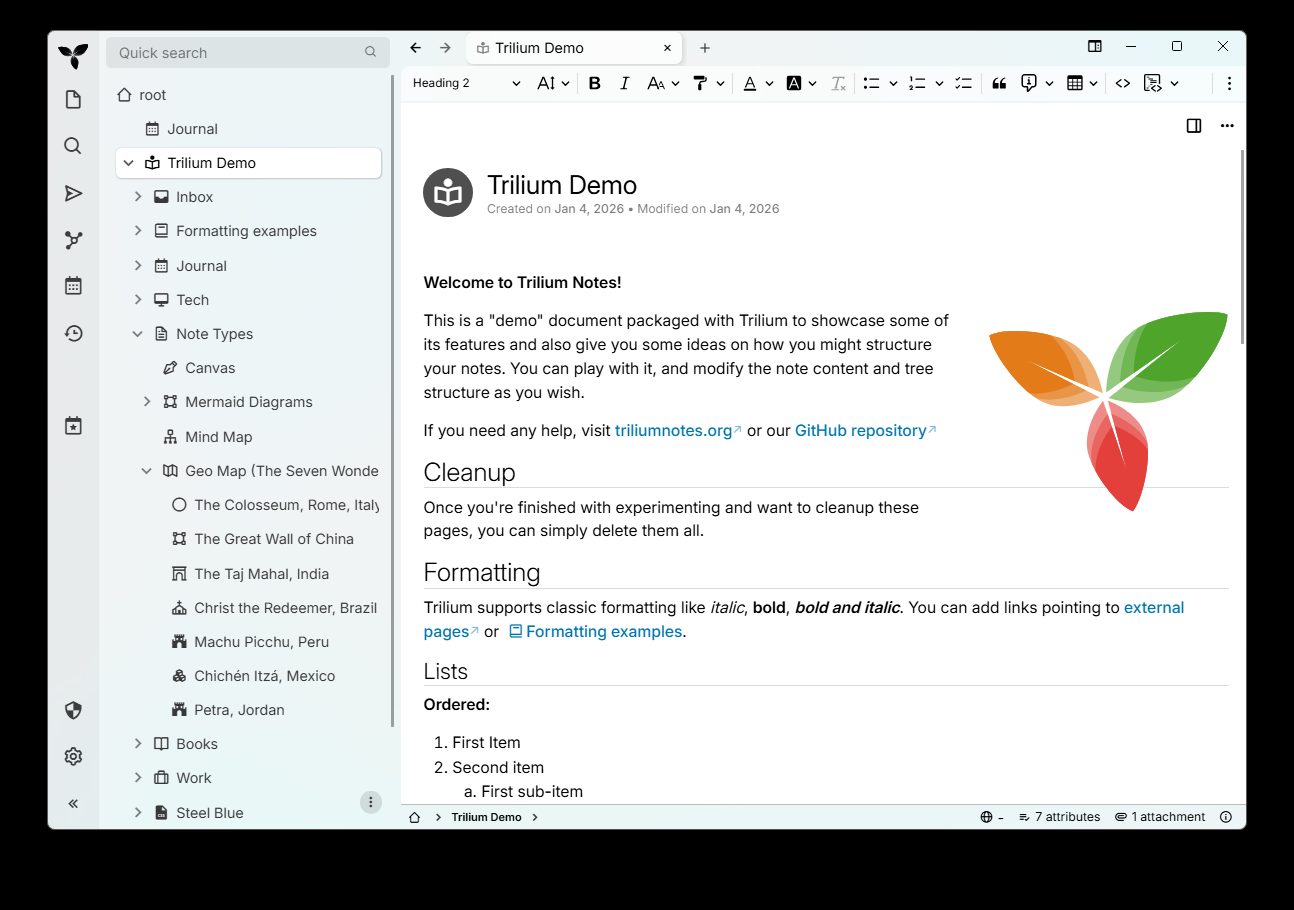 Quick search
root
Journal
Trilium Demo
Inbox
Formatting examples
Journal
Tech
Note Types
Canvas
Mermaid Diagrams
Mind Map
Geo Map (The Seven Wonde
The Colosseum, Rome, Italy
The Great Wall of China
The Taj Mahal, India
Christ the Redeemer, Brazil
Machu Picchu, Peru
Chichén Itzá, Mexico
Petra, Jordan
Books
Work
Steel Blue
Trilium Demo
Heading 2
Trilium Demo
Created on Jan 4, 2026 • Modified on Jan 4, 2026
Welcome to Trilium Notes!
This is a "demo" document packaged with Trilium to showcase some of
its features and also give you some ideas on how you might structure
your notes. You can play with it, and modify the note content and tree
structure as you wish.
If you need any help, visit triliumnotes.org or our GitHub repository
Cleanup
Once you're finished with experimenting and want to cleanup these
pages, you can simply delete them all.
Formatting
Trilium supports classic formatting like italic, bold, bold and italic. You can add links pointing to external
pages or Formatting examples.
Lists
Ordered:
1. First Item
2. Second item
a. First sub-item
Trilium Demo
-
7 attributes
1 attachment